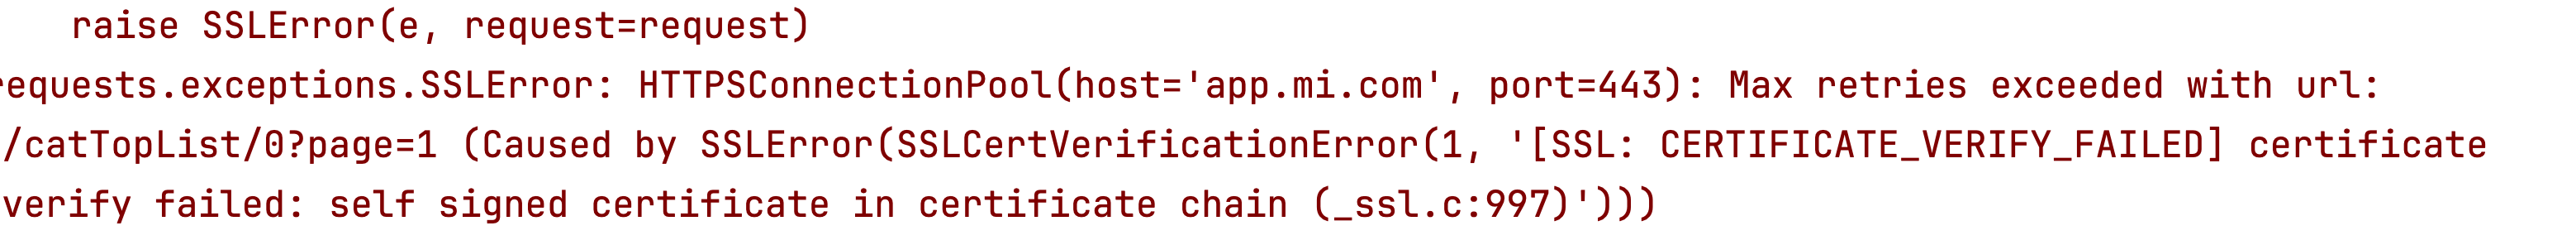 raise SSLError(e, request=request)
requests.exceptions.SSLError: HTTPSConnectionPool(host='app.mi.com', port=443): Max retries exceeded with url:
/catTopList/0?page=1 (Caused by SSLError(SSLCertVerificationError(1, '[SSL: CERTIFICATE_VERIFY_FAILED] certificate
verify failed: self signed certificate in certificate chain (_ssl.c:997)')))